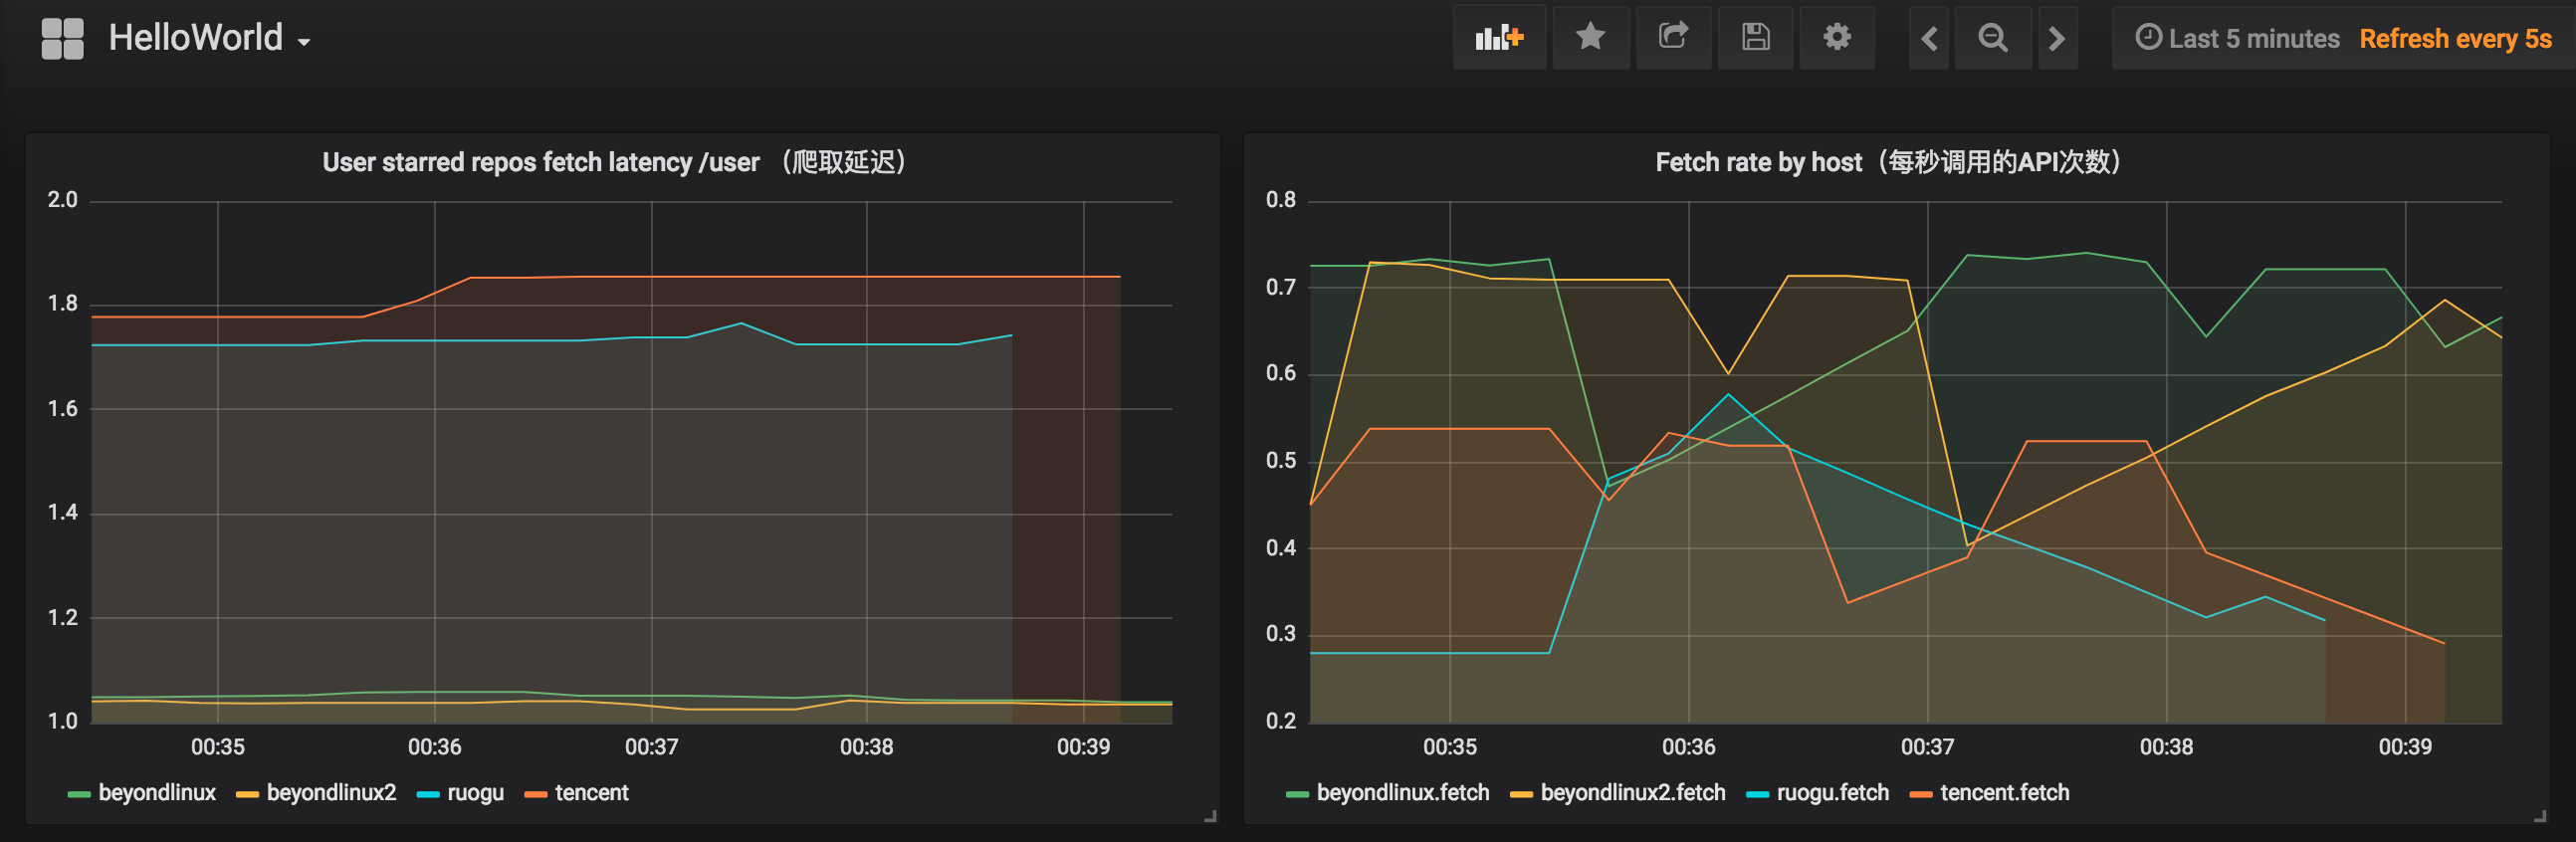 HelloWorld
Last 5 minutes Refresh every 5s
User starred repos fetch latency /user （爬取延迟）
2.0
1.8
1.6
1.4
1.2
1.0
00:35 00:36 00:37 00:38 00:39
beyondlinux beyondlinux2 ruogu tencent
Fetch rate by host（每秒调用的API次数）
0.8
0.7
0.6
0.5
0.4
0.3
0.2
00:35 00:36 00:37 00:38 00:39
beyondlinux.fetch beyondlinux2.fetch ruogu.fetch tencent.fetch